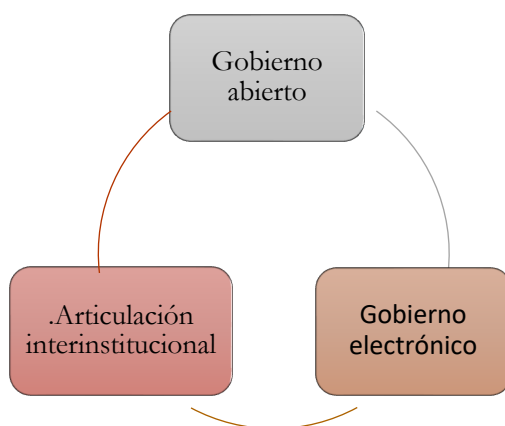 Gobierno
abierto
.Articulación
interinstitucional
Gobierno
electrónico